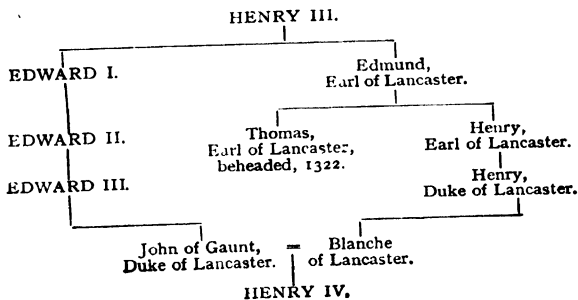 HENRY III.
EDWARD I.
Edmund,
Earl of Lancaster.
EDWARD II.
Thomas,
Earl of Lancaster,
beheaded, 1322.
Henry,
Earl of Lancaster.
EDWARD III.
Henry,
Duke of Lancaster.
John of Gaunt,
Duke of Lancaster.
=
Blanche
of Lancaster.
HENRY IV.